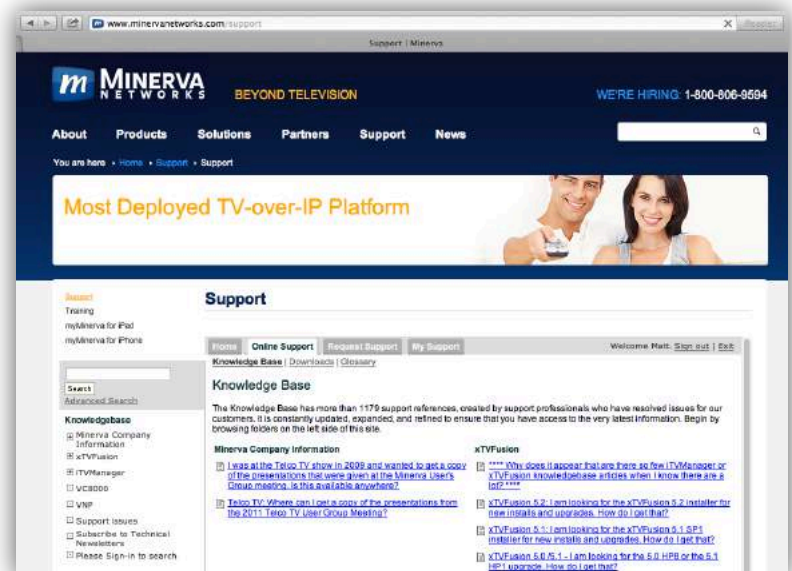 www.minervanetworks.com/support
Reader
Support | Minerva
m MINERVA
NETWORKS
BEYOND TELEVISION
WE'RE HIRING: 1-800-806-9594
About Products Solutions Partners Support News
You are here • Home • Support • Support
Most Deployed TV-over-IP Platform
Support
Training
myMinerva for iPad
myMinerva for iPhone
Search
Advanced Search
Knowledgebase
Minerva Company
Information
xTVFusion
iTVManager
VC8000
VNP
Support Issues
Subscribe to Technical
Newsletters
Please Sign-in to search
Support
Home Online Support Request Support My Support
Welcome Matt: Sign out | Exit
Knowledge Base | Downloads | Glossary
Knowledge Base
The Knowledge Base has more than 1179 support references, created by support professionals who have resolved issues for our
customers. It is constantly updated, expanded, and refined to ensure that you have access to the very latest information. Begin by
browsing folders on the left side of this site.
Minerva Company Information
I was at the Telco TV show in 2009 and wanted to get a copy
of the presentations that were given at the Minerva User's
Group meeting. Is this available anywhere?
Telco TV: Where can I get a copy of the presentations from
the 2011 Telco TV User Group Meeting?
xTVFusion
**** Why does it appear that are there so few iTVManager or
xTVFusion knowledgebase articles when I know there are a
lot? ****
xTVFusion 5.2: I am looking for the xTVFusion 5.2 installer for
new installs and upgrades. How do I get that?
xTVFusion 5.1: I am looking for the xTVFusion 5.1 SP1
installer for new installs and upgrades. How do I get that?
xTVFusion 5.0 /5.1 - I am looking for the 5.0 HP8 or the 5.1
HP1 upgrade. How do I get that?